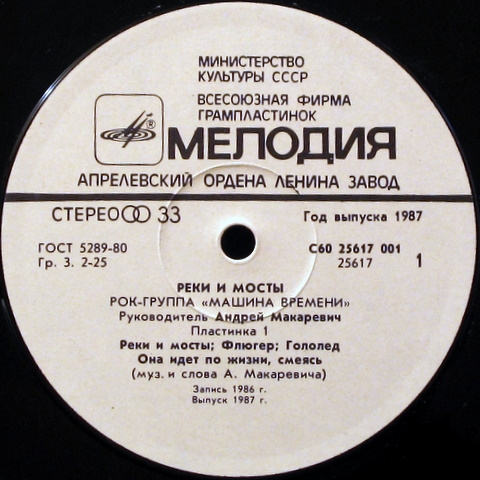 МИНИСТЕРСТВО
КУЛЬТУРЫ СССР
ВСЕСОЮЗНАЯ ФИРМА
ГРАМПЛАСТИНОК
®
МЕЛОДИЯ
АПРЕЛЕВСКИЙ ОРДЕНА ЛЕНИНА ЗАВОД
СТЕРЕО 33
Год выпуска 1987
ГОСТ 5289-80
Гр. 3. 2-25
С60 25617 001
25617 1
РЕКИ И МОСТЫ
РОК-ГРУППА «МАШИНА ВРЕМЕНИ»
Руководитель Андрей Макаревич
Пластинка 1
Реки и мосты; Флюгер; Гололед
Она идет по жизни, смеясь
(муз. и слова А. Макаревича)
Запись 1986 г.
Выпуск 1987 г.